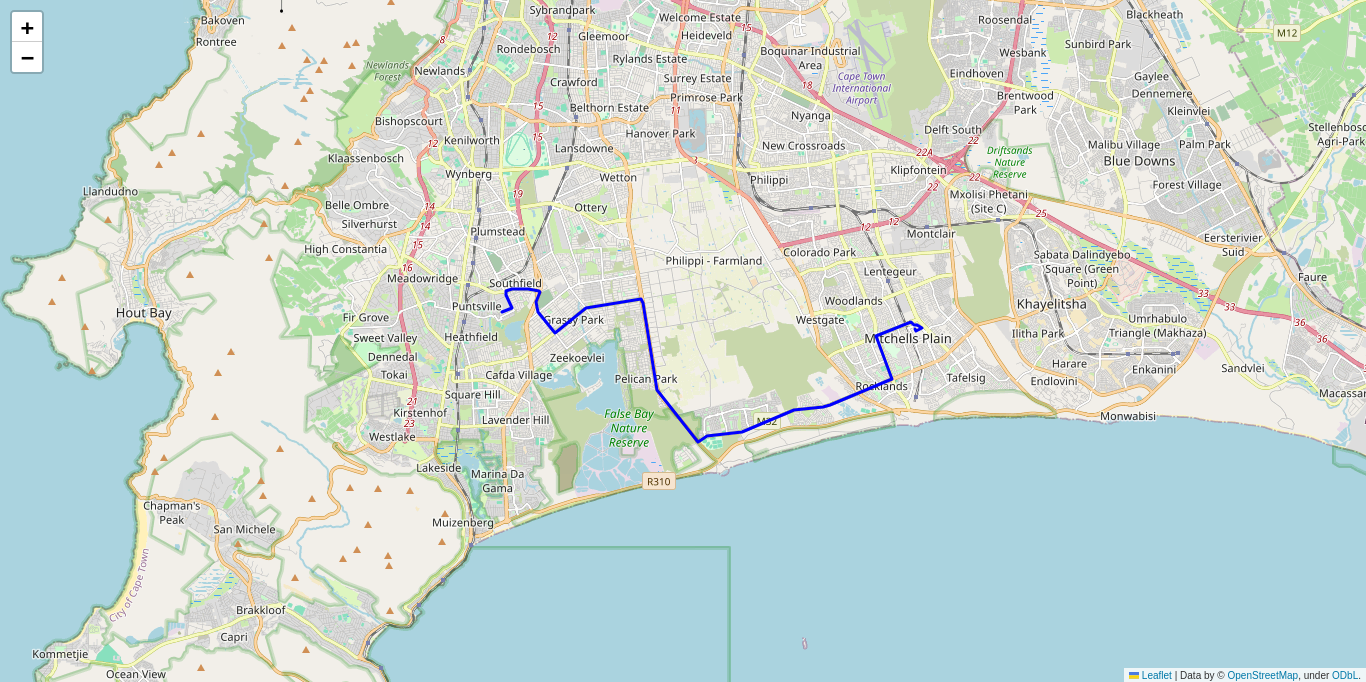 +
−
Bakoven
Rontree
Sybrandpark
Welcome Estate
Gleemoor
Heideveld
Rondebosch
Newlands
Newlands
Forest
Rylands Estate
Surrey Estate
Crawford
Primrose Park
Belthorn Estate
Hanover Park
Bishopscourt
Kenilworth
Lansdowne
Klaassenbosch
Wynberg
Wetton
Llandudno
Belle Ombre
Silverhurst
Ottery
Plumstead
High Constantia
Meadowridge
Southfield
Puntsville
Hout Bay
Fir Grove
Grassy Park
Sweet Valley
Heathfield
Dennedal
Zeekoevlei
Tokai
Cafda Village
Pelican Park
Square Hill
Kirstenhof
Lavender Hill
False Bay
Nature
Reserve
Westlake
Lakeside
Marina Da
Gama
R310
M32
Chapman's
Peak
San Michele
Muizenberg
City of Cape Town
Brakkloof
Capri
Kommetjie
Ocean View
Boquinar Industrial
Area
Cape Town
International
Airport
Nyanga
New Crossroads
Philippi
Philippi - Farmland
Colorado Park
Lentegeur
Woodlands
Westgate
Mitchells Plain
Rocklands
Tafelsig
Roosendal
Blackheath
M12
Wesbank
Sunbird Park
Eindhoven
Gaylee
Dennemere
Brentwood
Park
Kleinvlei
Delft South
Stellenbosch
Agri-Park
Malibu Village
Palm Park
Blue Downs
Driftsands
Nature
Reserve
Klipfontein
Forest Village
Mxolisi Phetani
(Site C)
Montclair
Eersterivier
Suid
Sabata Dalindyebo
Square (Green
Point)
Faure
Khayelitsha
Umrhabulo
Triangle (Makhaza)
Ilitha Park
Harare
Enkanini
Endlovini
Sandvlei
Macassar
Monwabisi
8
12
12
15
15
15
11
3
18
19
14
14
15
16
21
23
22
22A
22
22
12
12
25
33
33
36
36
Leaflet | Data by © OpenStreetMap, under ODbL.